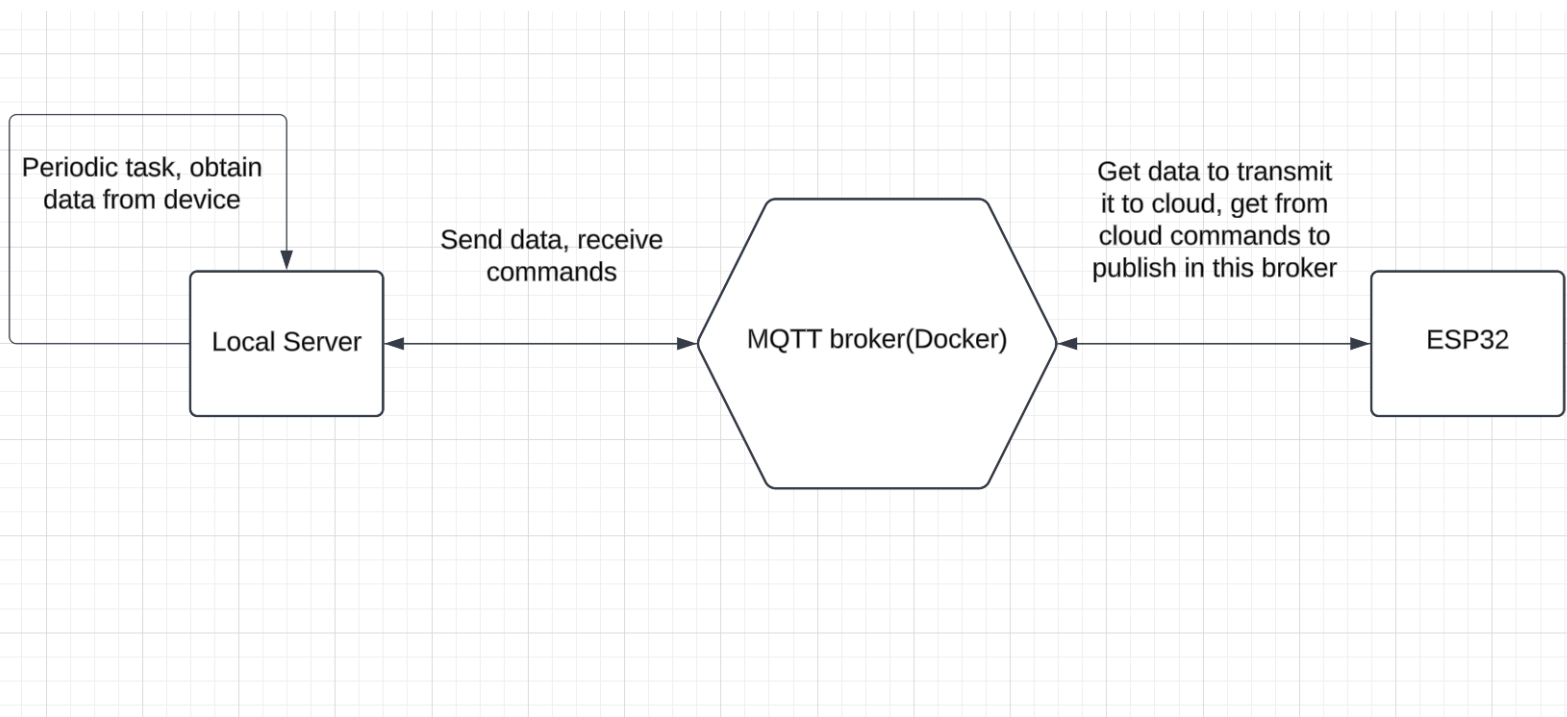 Periodic task, obtain
data from device
Send data, receive
commands
Get data to transmit
it to cloud, get from
cloud commands to
publish in this broker
Local Server
MQTT broker(Docker)
ESP32